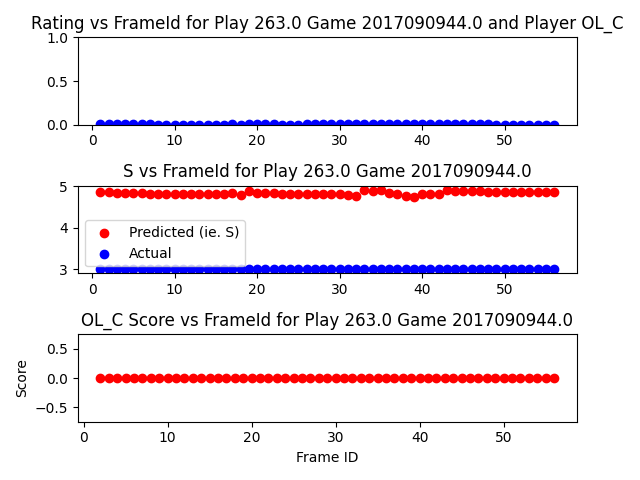 Rating vs FrameId for Play 263.0 Game 2017090944.0 and Player OL_C
1.0
0.5
0.0
0 10 20 30 40 50
S vs FrameId for Play 263.0 Game 2017090944.0
5
4
3
Predicted (ie. S)
Actual
0 10 20 30 40 50
OL_C Score vs FrameId for Play 263.0 Game 2017090944.0
Score
0.5
0.0
−0.5
0 10 20 30 40 50
Frame ID